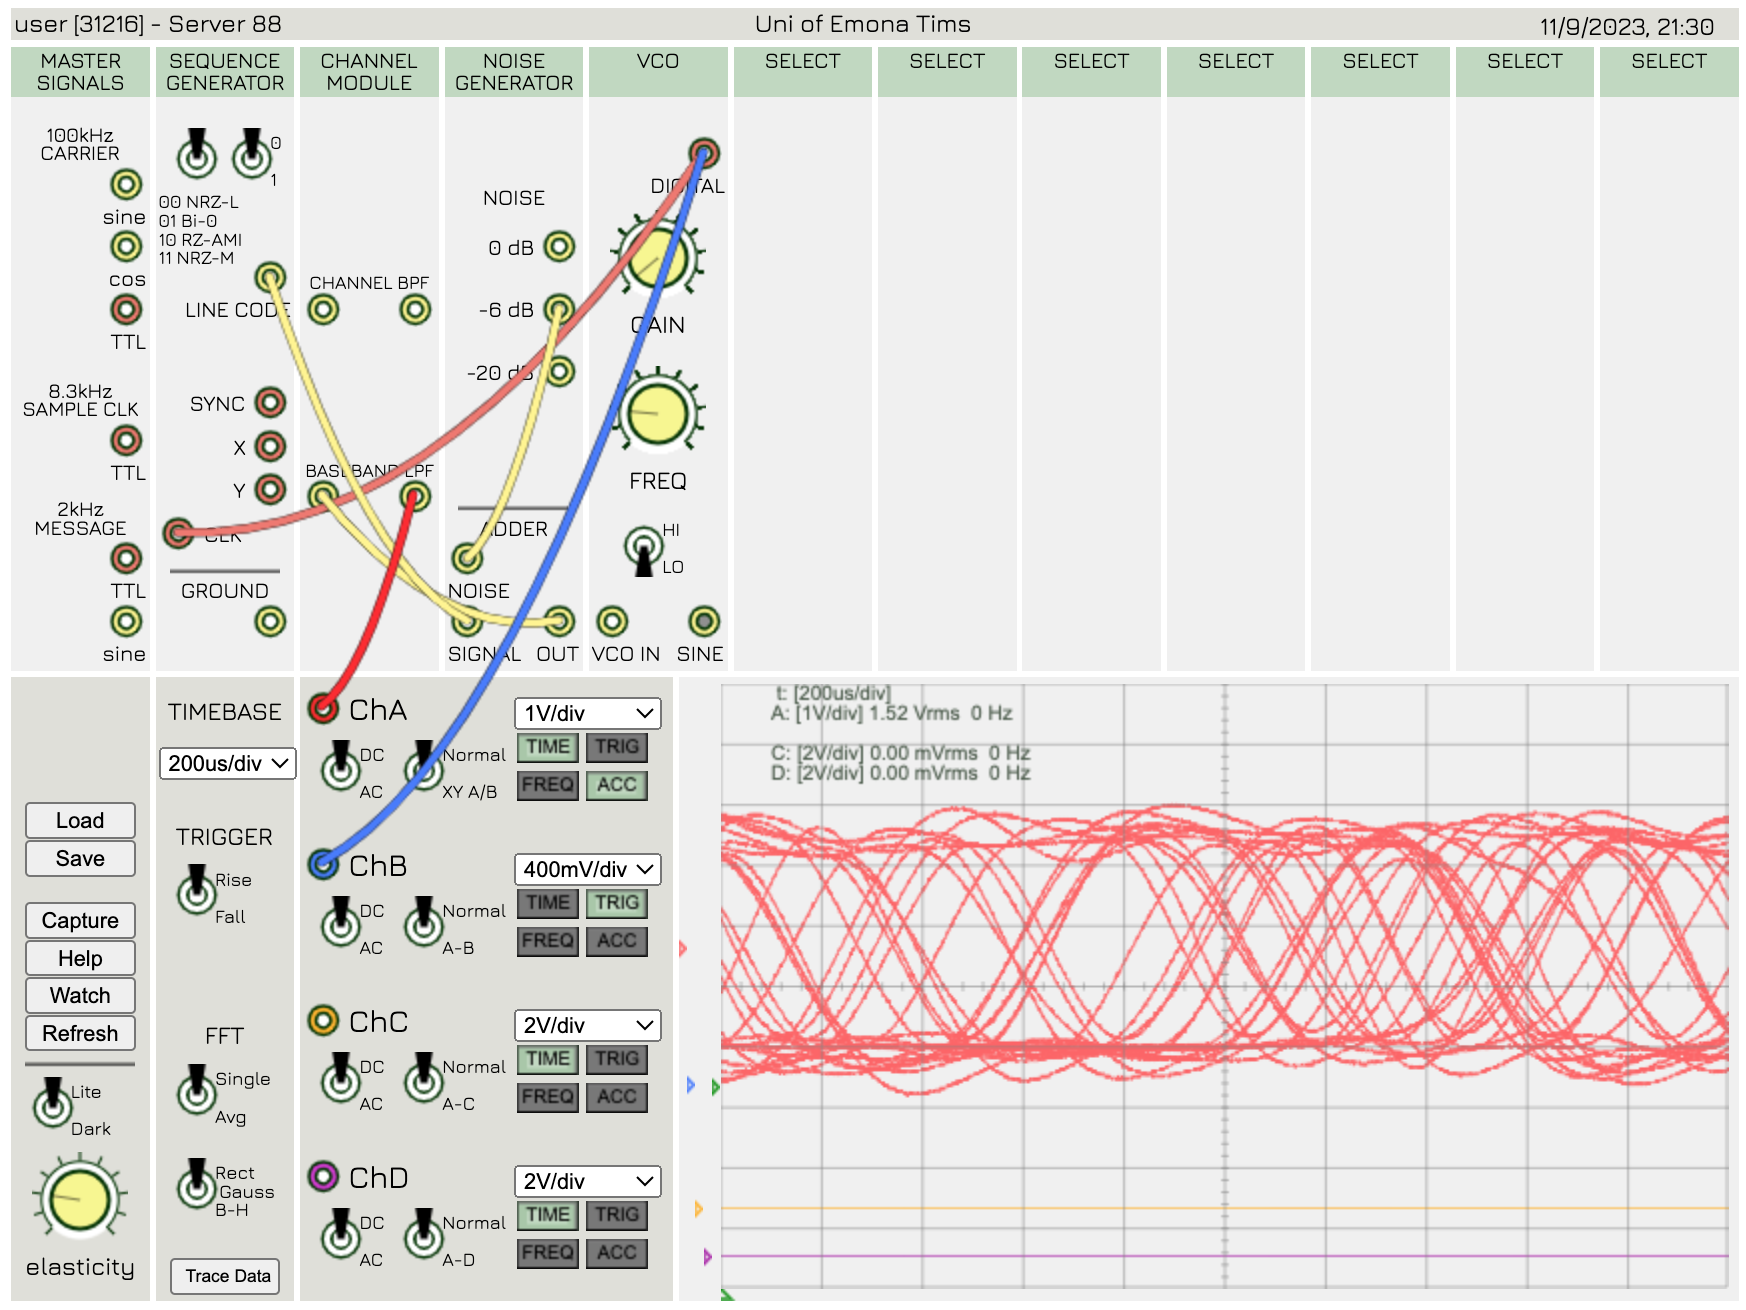 user [31216] - Server 88
Uni of Emona Tims
11/9/2023, 21:30
MASTER SIGNALS
SEQUENCE GENERATOR
CHANNEL MODULE
NOISE GENERATOR
VCO
SELECT
SELECT
SELECT
SELECT
SELECT
SELECT
SELECT
100kHz
CARRIER
sine
cos
TTL
8.3kHz
SAMPLE CLK
TTL
2kHz
MESSAGE
TTL
sine
0
1
00 NRZ-L
01 Bi-0
10 RZ-AMI
11 NRZ-M
LINE CODE
SYNC
X
Y
CLK
GROUND
CHANNEL BPF
BASEBAND LPF
NOISE
0 dB
-6 dB
-20 dB
ADDER
NOISE
SIGNAL
OUT
DIGITAL
GAIN
FREQ
HI
LO
VCO IN
SINE
Load
Save
Capture
Help
Watch
Refresh
Lite
Dark
elasticity
TIMEBASE
200us/div
TRIGGER
Rise
Fall
FFT
Single
Avg
Rect
Gauss
B-H
Trace Data
ChA
1V/div
DC
AC
Normal
XY A/B
TIME
TRIG
FREQ
ACC
ChB
400mV/div
DC
AC
Normal
A-B
TIME
TRIG
FREQ
ACC
ChC
2V/div
DC
AC
Normal
A-C
TIME
TRIG
FREQ
ACC
ChD
2V/div
DC
AC
Normal
A-D
TIME
TRIG
FREQ
ACC
t: [200us/div]
A: [1V/div] 1.52 Vrms 0 Hz
C: [2V/div] 0.00 mVrms 0 Hz
D: [2V/div] 0.00 mVrms 0 Hz